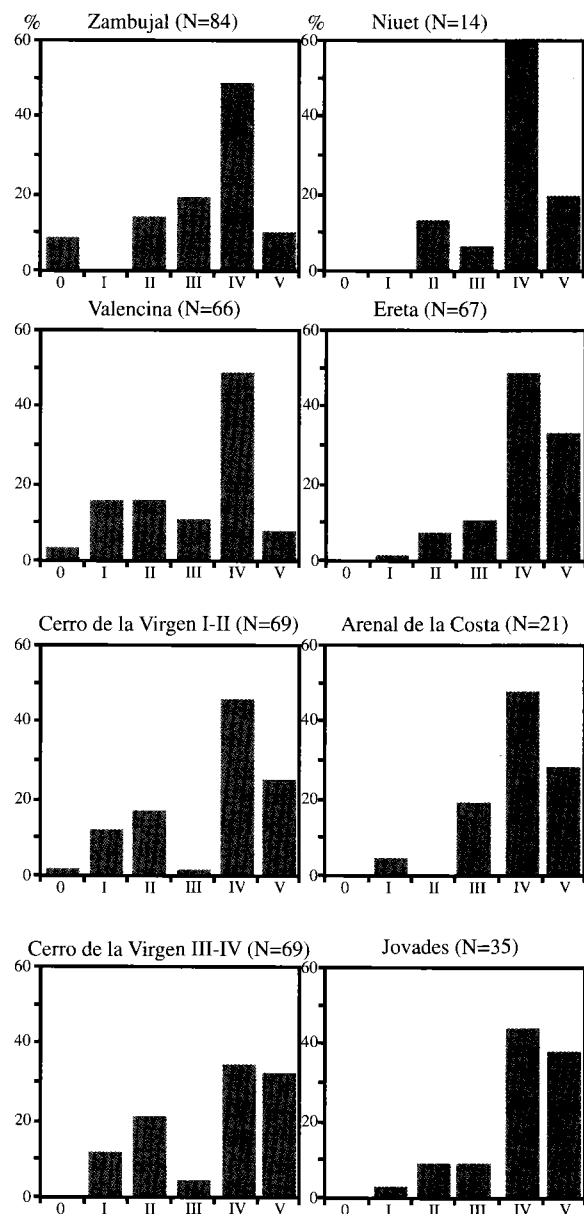 % Zambujal (N=84)
60
40
20
0
0 I II III IV V
% Niuet (N=14)
60
40
20
0
0 I II III IV V
Valencina (N=66)
60
40
20
0
0 I II III IV V
Ereta (N=67)
60
40
20
0
0 I II III IV V
Cerro de la Virgen I-II (N=69)
60
40
20
0
0 I II III IV V
Arenal de la Costa (N=21)
60
40
20
0
0 I II III IV V
Cerro de la Virgen III-IV (N=69)
60
40
20
0
0 I II III IV V
Jovades (N=35)
60
40
20
0
0 I II III IV V